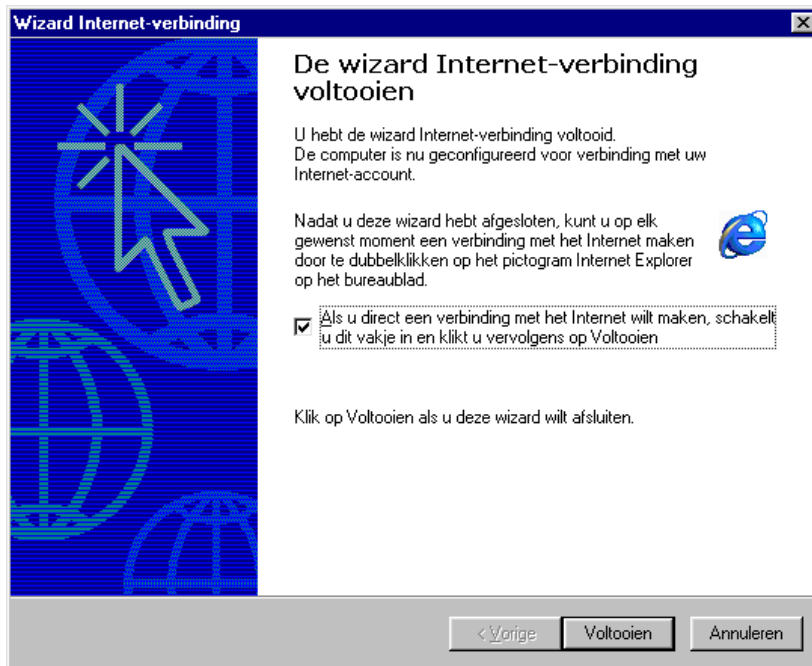 Wizard Internet-verbinding
De wizard Internet-verbinding
voltooien
U hebt de wizard Internet-verbinding voltooid.
De computer is nu geconfigureerd voor verbinding met uw
Internet-account.
Nadat u deze wizard hebt afgesloten, kunt u op elk
gewenst moment een verbinding met het Internet maken
door te dubbelklikken op het pictogram Internet Explorer
op het bureaublad.
Als u direct een verbinding met het Internet wilt maken, schakelt
u dit vakje in en klikt u vervolgens op Voltooien
Klik op Voltooien als u deze wizard wilt afsluiten.
< Vorige
Voltooien
Annuleren